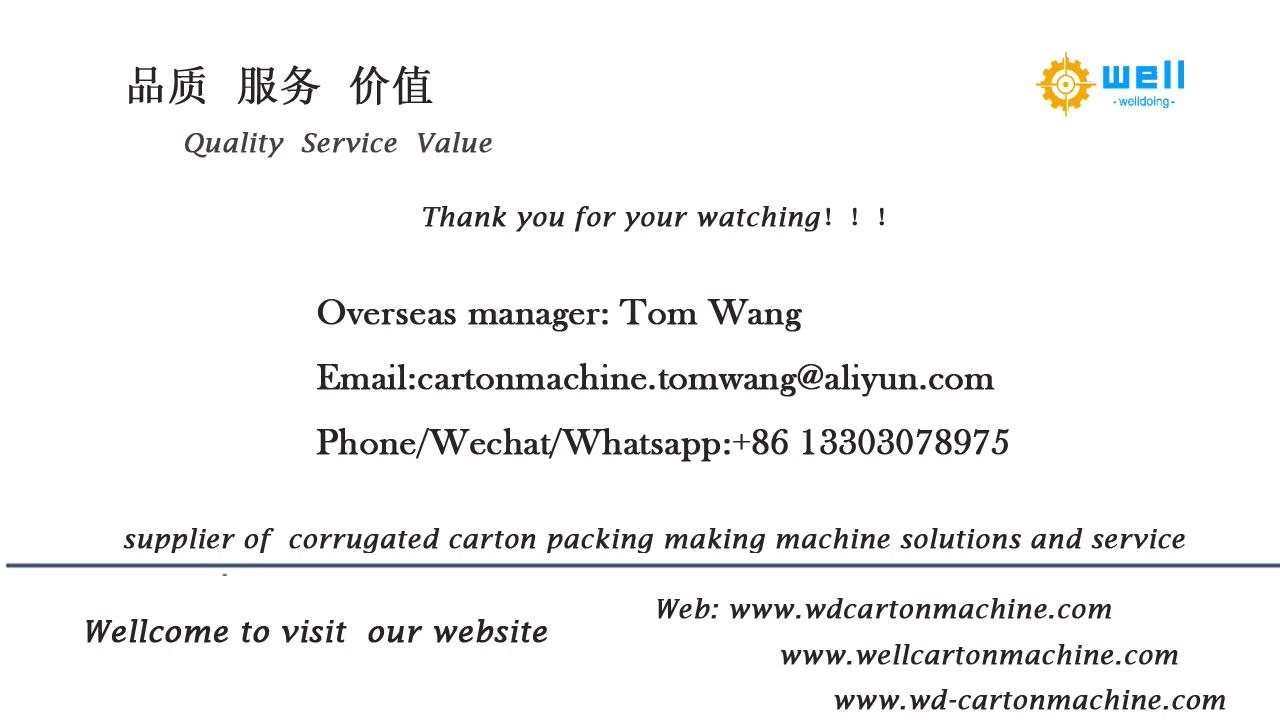 品质 服务 价值
well
-welldoing-
Quality Service Value
Thank you for your watching！！！
Overseas manager: Tom Wang
Email:cartonmachine.tomwang@aliyun.com
Phone/Wechat/Whatsapp:+86 13303078975
supplier of corrugated carton packing making machine solutions and service
Wellcome to visit our website
Web: www.wdcartonmachine.com
www.wellcartonmachine.com
www.wd-cartonmachine.com